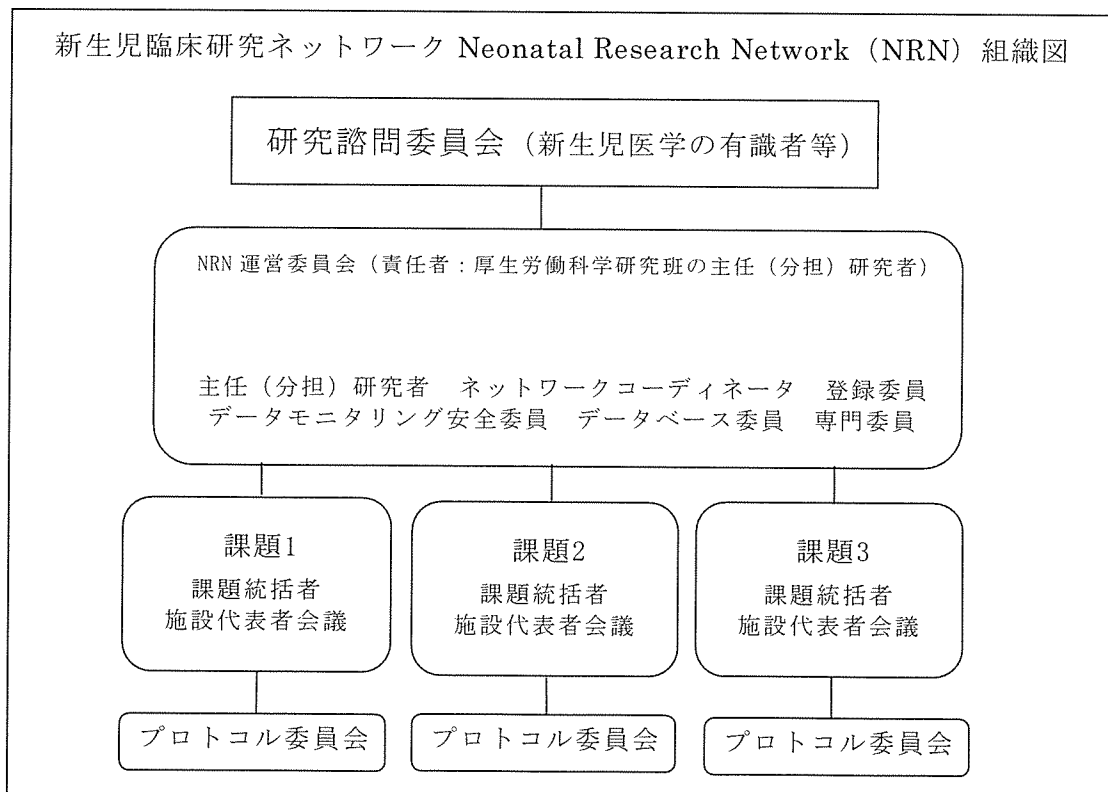 新生児臨床研究ネットワーク Neonatal Research Network（NRN）組織図
研究諮問委員会（新生児医学の有識者等）
NRN 運営委員会（責任者：厚生労働科学研究班の主任（分担）研究者）
主任（分担）研究者 ネットワークコーディネータ 登録委員
データモニタリング安全委員 データベース委員 専門委員
課題1
課題統括者
施設代表者会議
課題2
課題統括者
施設代表者会議
課題3
課題統括者
施設代表者会議
プロトコル委員会
プロトコル委員会
プロトコル委員会